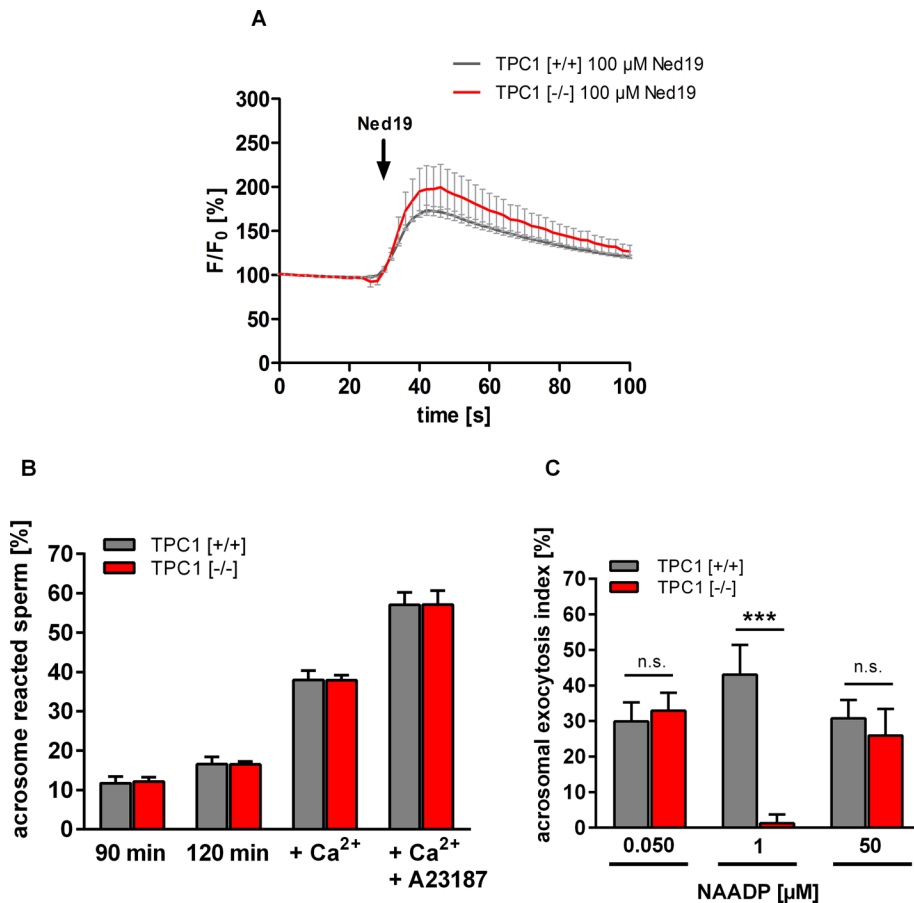 A
TPC1 [+/+] 100 µM Ned19
TPC1 [-/-] 100 µM Ned19
Ned19
300
250
200
150
100
50
0
F/F0 [%]
0 20 40 60 80 100
time [s]
B
TPC1 [+/+]
TPC1 [-/-]
acrosome reacted sperm [%]
70
60
50
40
30
20
10
0
90 min 120 min + Ca2+ + Ca2+
+ A23187
C
TPC1 [+/+]
TPC1 [-/-]
acrosomal exocytosis index [%]
70
60
50
40
30
20
10
0
n.s. *** n.s.
0.050 1 50
NAADP [µM]